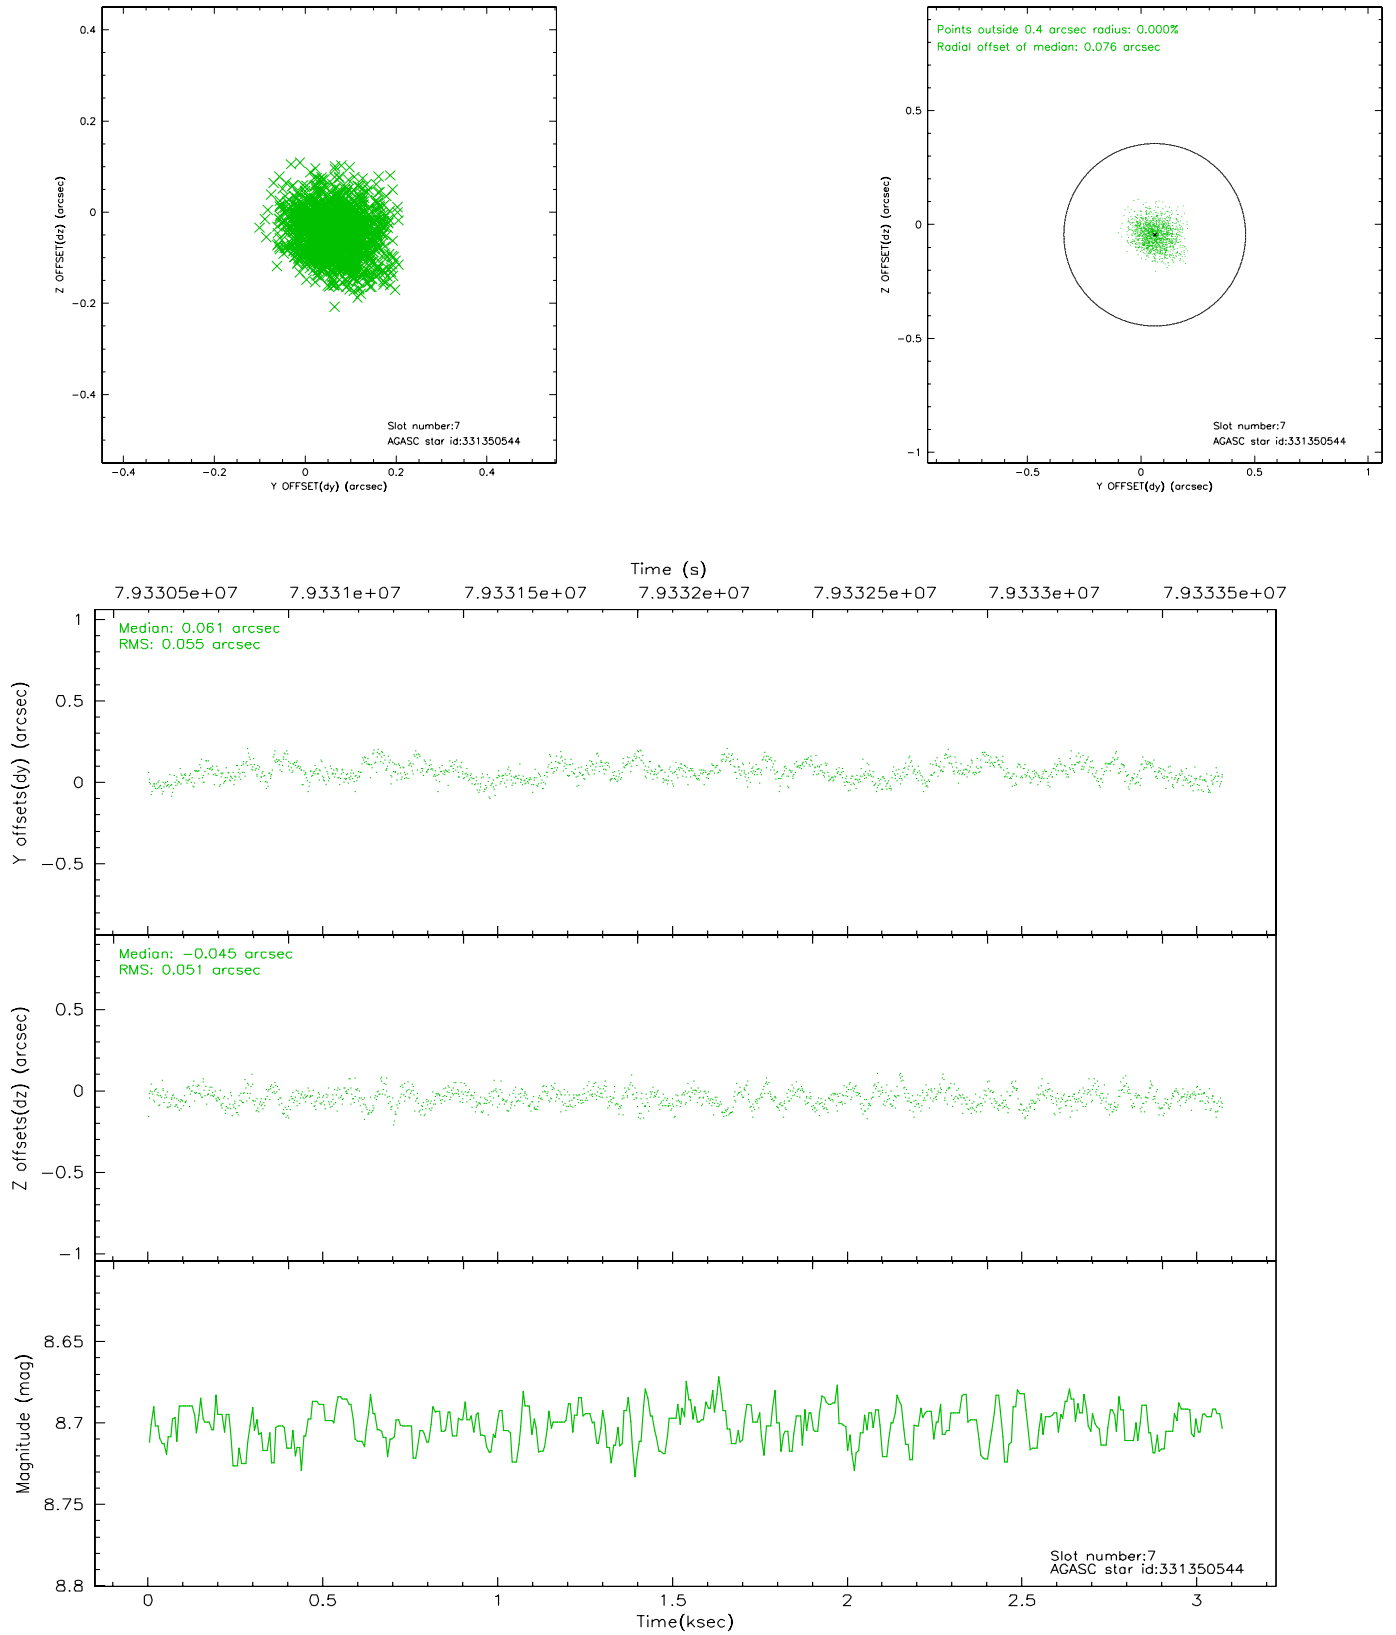 0.4
0.2
0
−0.2
−0.4
Z OFFSET(dz) (arcsec)
Slot number:7
AGASC star id:331350544
−0.4 −0.2 0 0.2 0.4
Y OFFSET(dy) (arcsec)
Points outside 0.4 arcsec radius: 0.000%
Radial offset of median: 0.076 arcsec
0.5
0
−0.5
−1
Z OFFSET(dz) (arcsec)
Slot number:7
AGASC star id:331350544
−0.5 0 0.5 1
Y OFFSET(dy) (arcsec)
Time (s)
7.93305e+07 7.9331e+07 7.93315e+07 7.9332e+07 7.93325e+07 7.9333e+07 7.93335e+07
Median: 0.061 arcsec
RMS: 0.055 arcsec
1
0.5
0
−0.5
Y offsets(dy) (arcsec)
Median: −0.045 arcsec
RMS: 0.051 arcsec
0.5
0
−0.5
−1
Z offsets(dz) (arcsec)
8.65
8.7
8.75
8.8
Magnitude (mag)
Slot number:7
AGASC star id:331350544
0 0.5 1 1.5 2 2.5 3
Time(ksec)